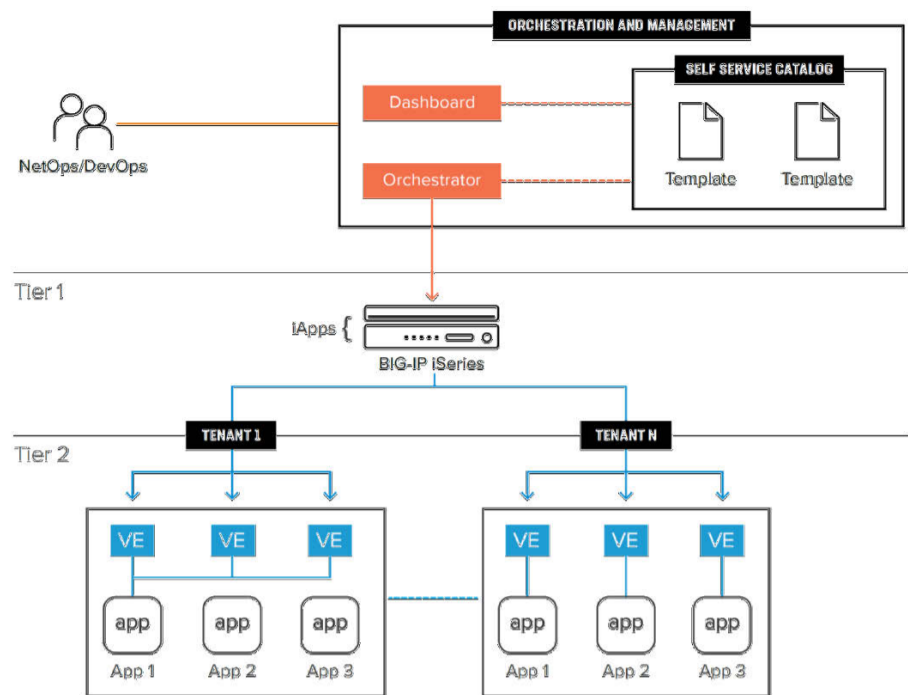 ORCHESTRATION AND MANAGEMENT
SELF SERVICE CATALOG
Dashboard
NetOps/DevOps
Orchestrator
Template
Template
Tier 1
iApps
BIG-IP iSeries
TENANT 1
TENANT N
Tier 2
VE
VE
VE
VE
VE
VE
app
app
app
app
app
app
App 1
App 2
App 3
App 1
App 2
App 3